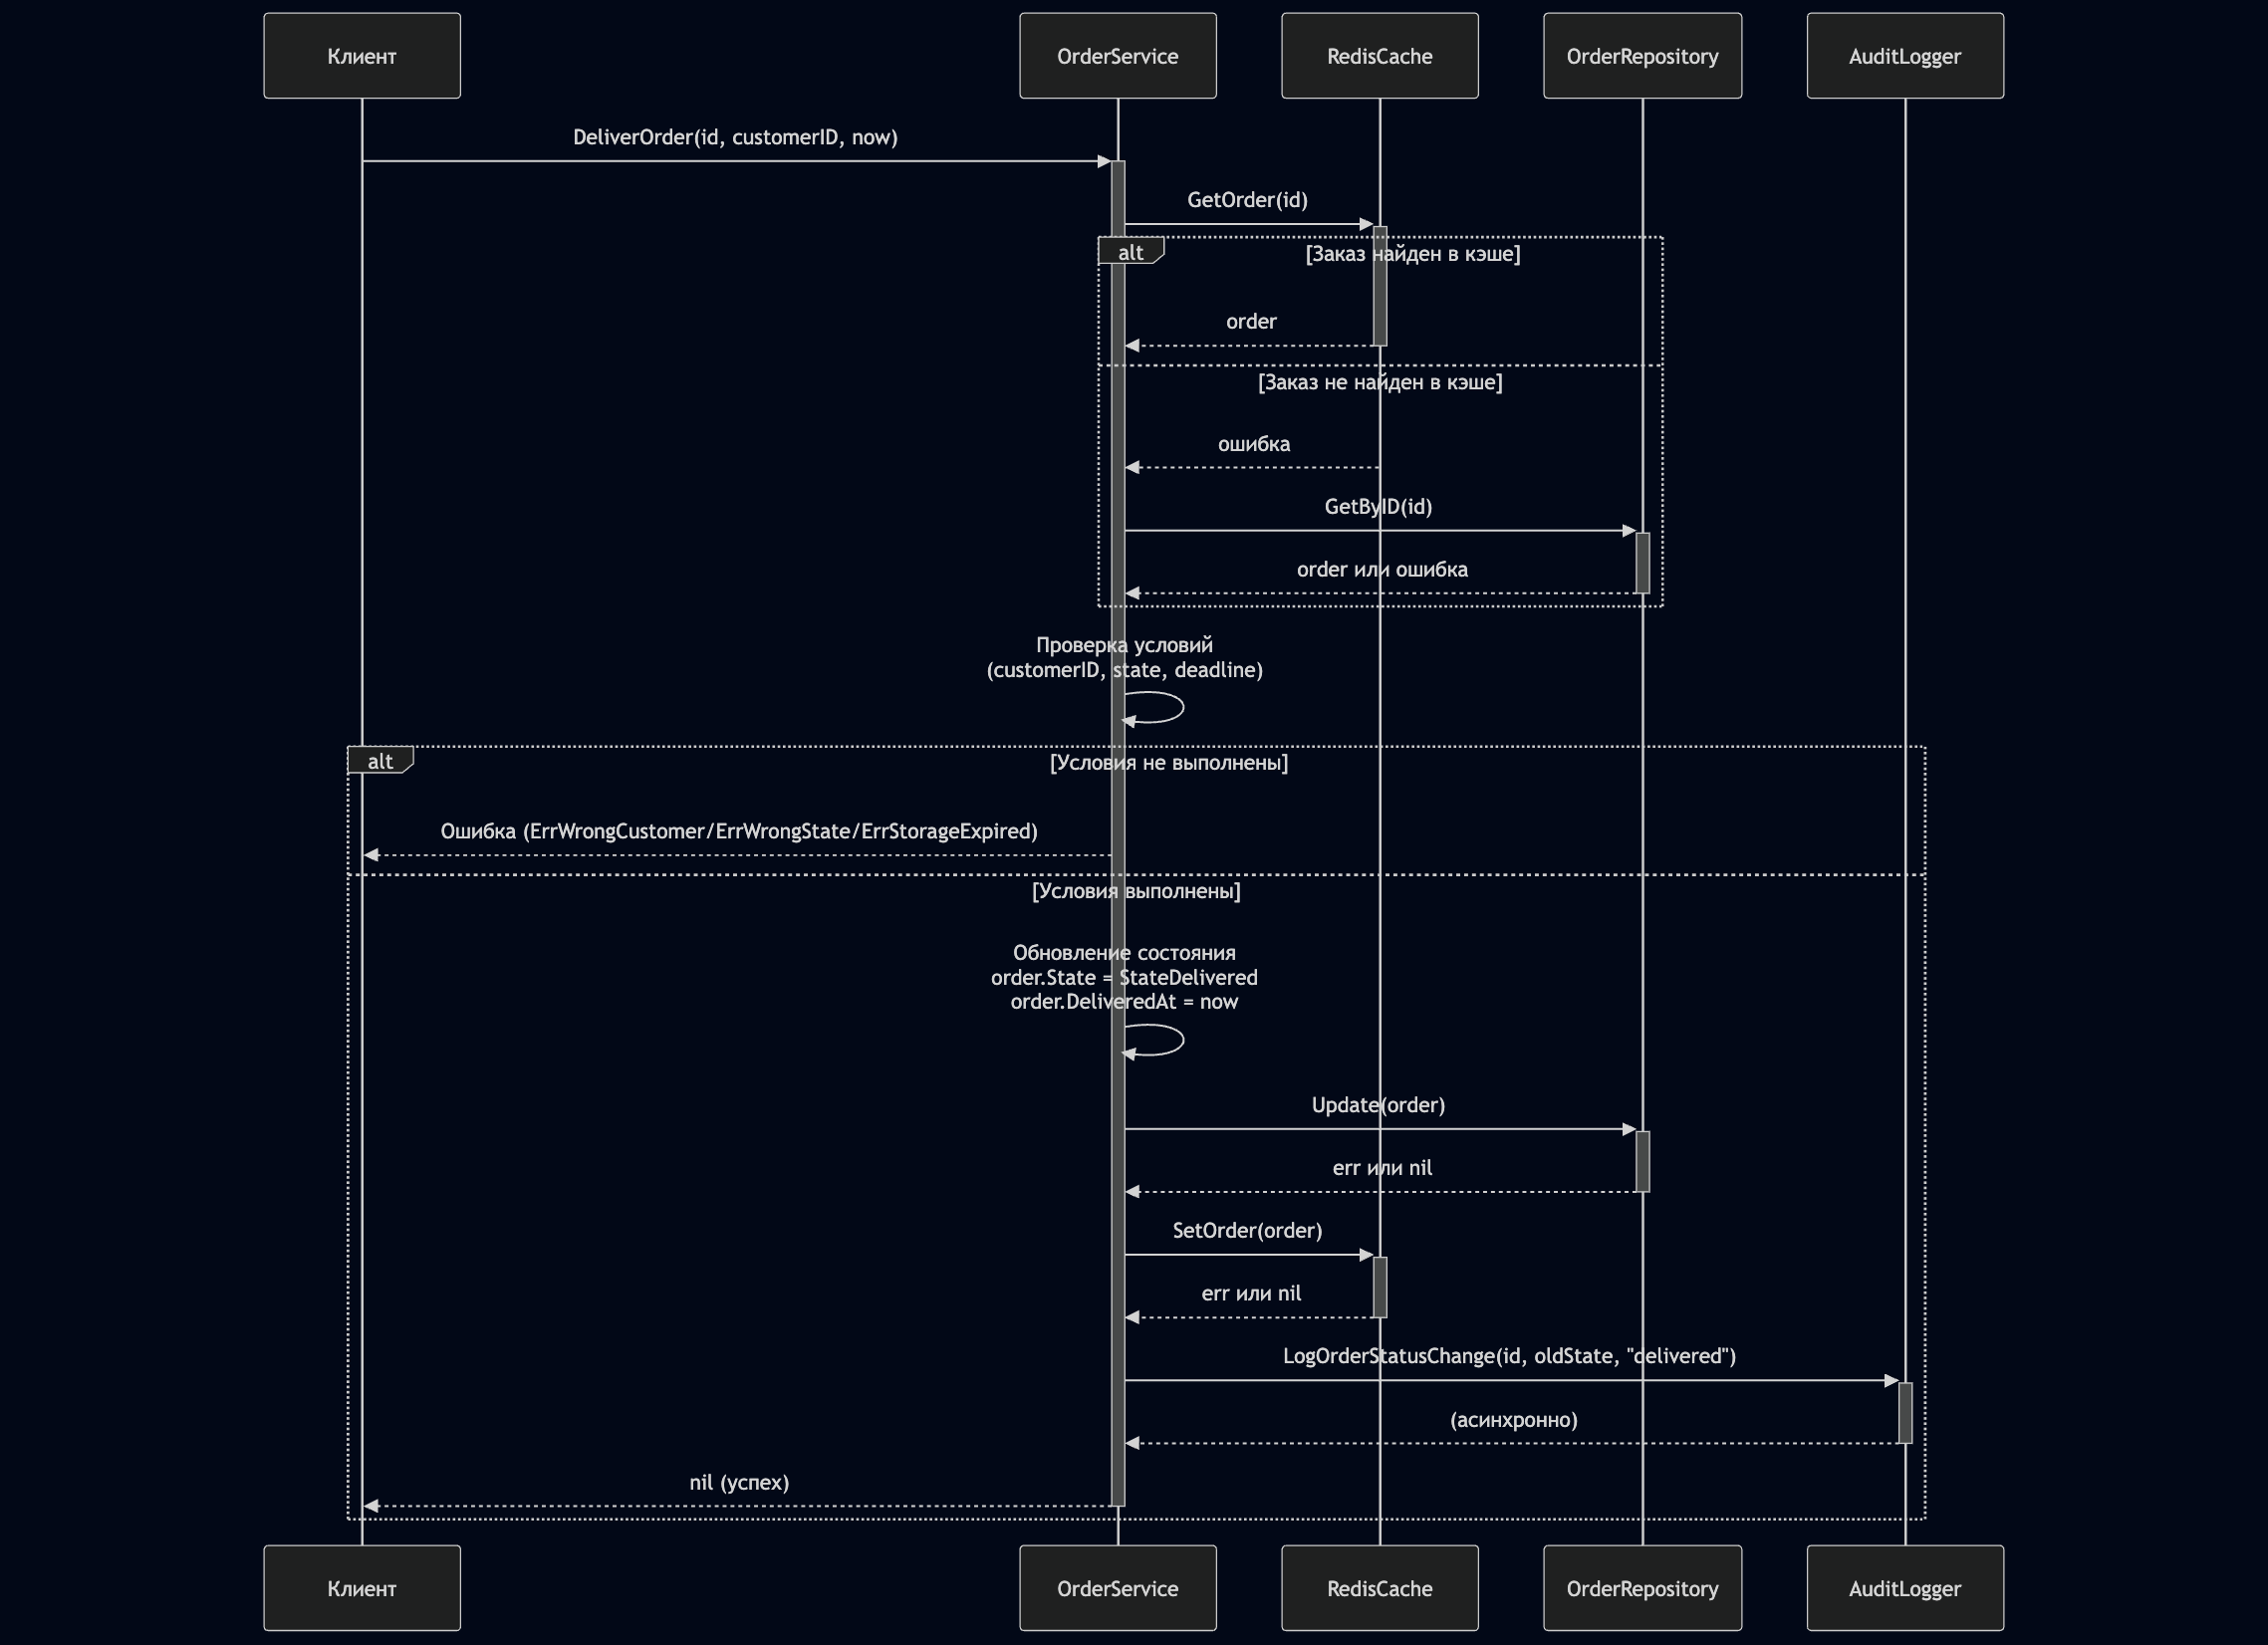 Клиент
OrderService
RedisCache
OrderRepository
AuditLogger
DeliverOrder(id, customerID, now)
GetOrder(id)
alt
[Заказ найден в кэше]
order
[Заказ не найден в кэше]
ошибка
GetByID(id)
order или ошибка
Проверка условий
(customerID, state, deadline)
alt
[Условия не выполнены]
Ошибка (ErrWrongCustomer/ErrWrongState/ErrStorageExpired)
[Условия выполнены]
Обновление состояния
order.State = StateDelivered
order.DeliveredAt = now
Update(order)
err или nil
SetOrder(order)
err или nil
LogOrderStatusChange(id, oldState, "delivered")
(асинхронно)
nil (успех)
Клиент
OrderService
RedisCache
OrderRepository
AuditLogger